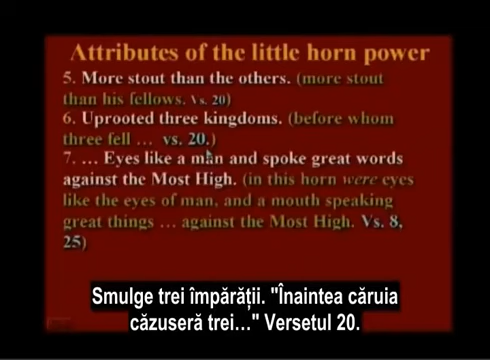 Attributes of the little horn power
5. More stout than the others. (more stout
than his fellows. Vs. 20)
6. Uprooted three kingdoms. (before whom
three fell ... vs. 20.)
7. ... Eyes like a man and spoke great words
against the Most High. (in this horn were eyes
like the eyes of man, and a mouth speaking
great things ... against the Most High. Vs. 8,
25)
Smulge trei împărăţii. "Înaintea căruia
căzuseră trei..." Versetul 20.